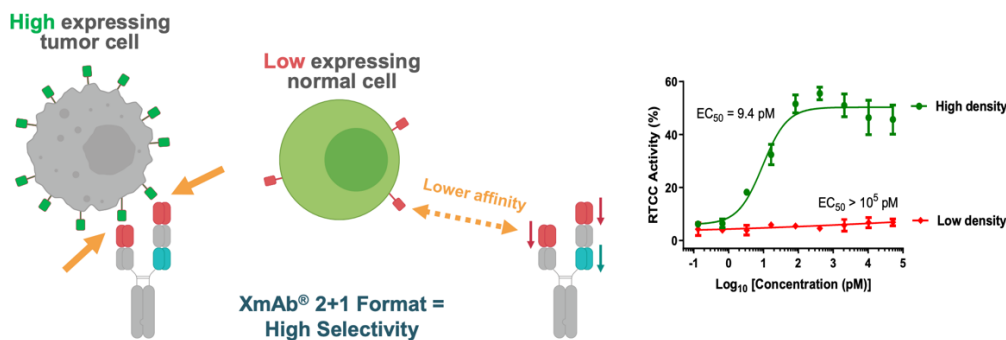 High expressing
tumor cell
Low expressing
normal cell
Lower affinity
XmAb® 2+1 Format =
High Selectivity
RTCC Activity (%)
60
40
20
0
EC50 = 9.4 pM
EC50 > 10⁵ pM
High density
Low density
-1 0 1 2 3 4 5
Log10 [Concentration (pM)]